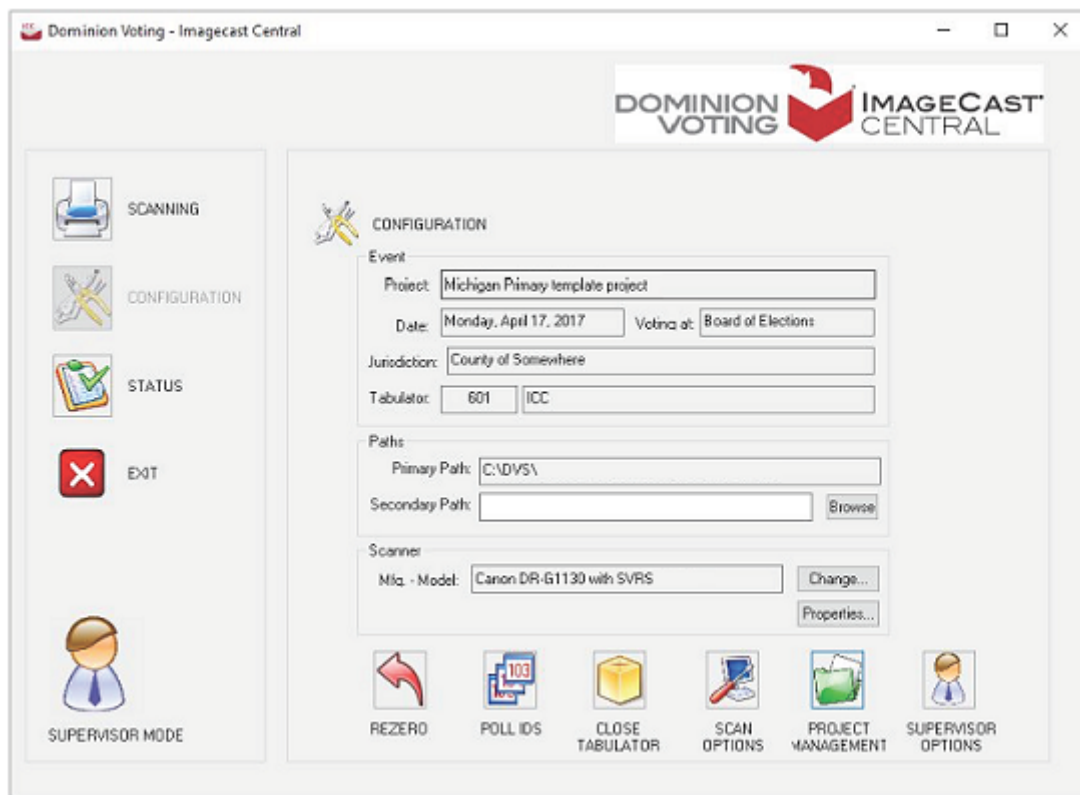 Dominion Voting - Imagecast Central
DOMINION VOTING
IMAGECAST® CENTRAL
SCANNING
CONFIGURATION
STATUS
EXIT
SUPERVISOR MODE
CONFIGURATION
Event
Project: Michigan Primary template project
Date: Monday, April 17, 2017 Voting at: Board of Elections
Jurisdiction: County of Somewhere
Tabulator: 601 ICC
Paths
Primary Path: C:\DVS\
Secondary Path: Browse
Scanner
Mfg. - Model: Canon DR-G1130 with SVRS Change...
Properties...
103
REZERO
POLL IDS
CLOSE
TABULATOR
SCAN
OPTIONS
PROJECT
MANAGEMENT
SUPERVISOR
OPTIONS